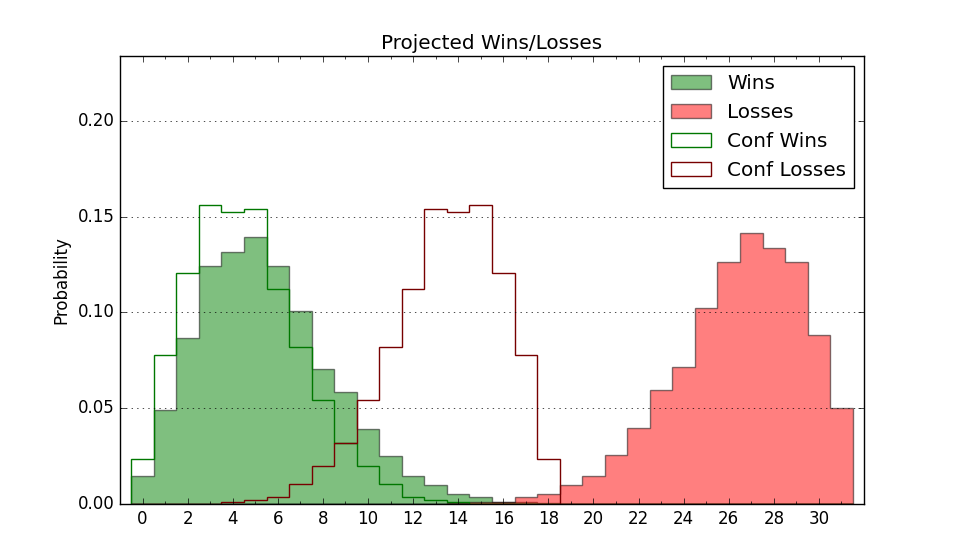 Projected Wins/Losses
Wins
Losses
Conf Wins
Conf Losses
Probability
0.20
0.15
0.10
0.05
0.00
0 2 4 6 8 10 12 14 16 18 20 22 24 26 28 30